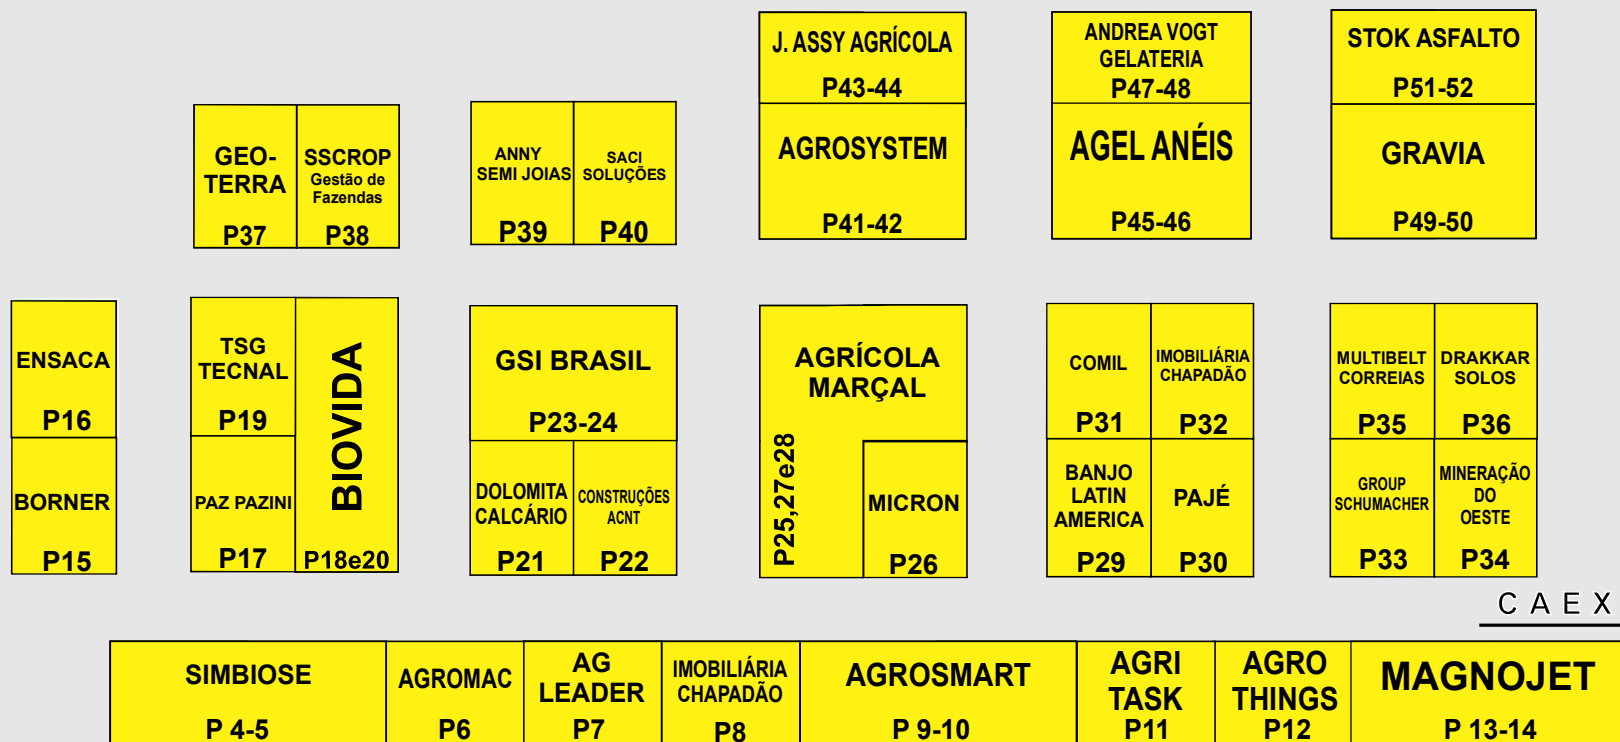 J. ASSY AGRÍCOLA
P43-44
ANDREA VOGT
GELATERIA
P47-48
STOK ASFALTO
P51-52
GEO-
TERRA
P37
SSCROP
Gestão de
Fazendas
P38
ANNY
SEMI JOIAS
P39
SACI
SOLUÇÕES
P40
AGROSYSTEM
P41-42
AGEL ANÉIS
P45-46
GRAVIA
P49-50
ENSACA
P16
BORNER
P15
TSG
TECNAL
P19
PAZ PAZINI
P17
BIOVIDA
P18e20
GSI BRASIL
P23-24
DOLOMITA
CALCÁRIO
P21
CONSTRUÇÕES
ACNT
P22
AGRÍCOLA
MARÇAL
P25,27e28
MICRON
P26
COMIL
P31
IMOBILIÁRIA
CHAPADÃO
P32
BANJO
LATIN
AMERICA
P29
PAJÉ
P30
MULTIBELT
CORREIAS
P35
DRAKKAR
SOLOS
P36
GROUP
SCHUMACHER
P33
MINERAÇÃO
DO
OESTE
P34
CAEX
SIMBIOSE
P 4-5
AGROMAC
P6
AG
LEADER
P7
IMOBILIÁRIA
CHAPADÃO
P8
AGROSMART
P 9-10
AGRI
TASK
P11
AGRO
THINGS
P12
MAGNOJET
P 13-14